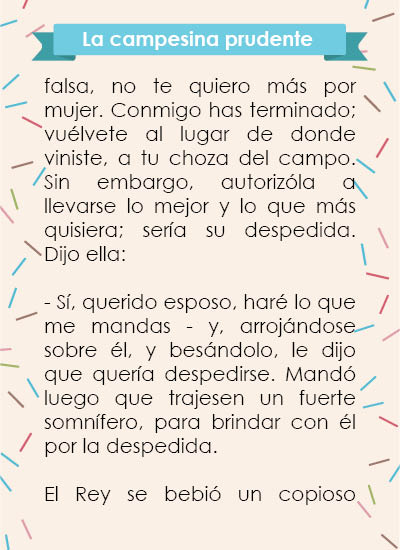 La campesina prudente
falsa, no te quiero más por
mujer. Conmigo has terminado;
vuélvete al lugar de donde
viniste, a tu choza del campo.
Sin embargo, autorizóla a
llevarse lo mejor y lo que más
quisiera; sería su despedida.
Dijo ella:
- Sí, querido esposo, haré lo que
me mandas - y, arrojándose
sobre él, y besándolo, le dijo
que quería despedirse. Mandó
luego que trajesen un fuerte
somnífero, para brindar con él
por la despedida.
El Rey se bebió un copioso